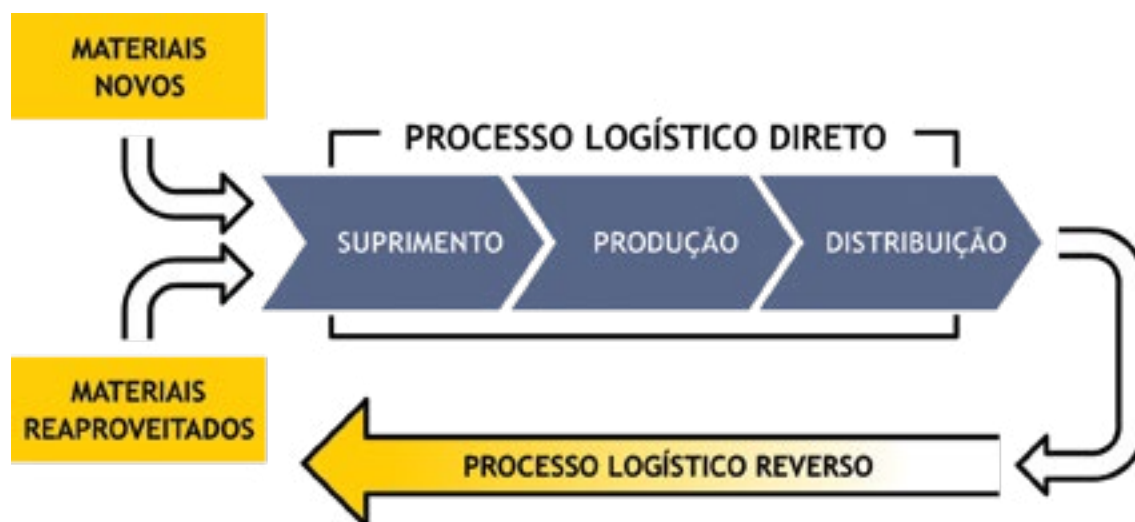 MATERIAIS
NOVOS
PROCESSO LOGÍSTICO DIRETO
SUPRIMENTO
PRODUÇÃO
DISTRIBUIÇÃO
MATERIAIS
REAPROVEITADOS
PROCESSO LOGÍSTICO REVERSO